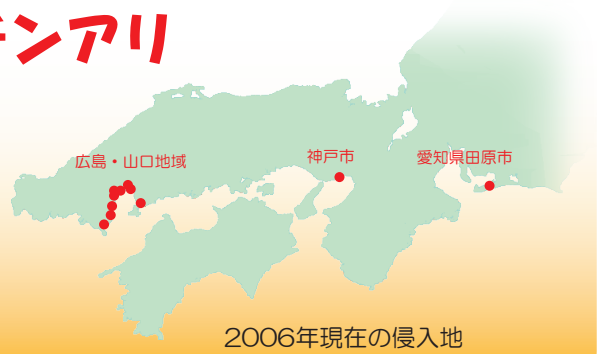 ンアリ
広島・山口地域
神戸市
愛知県田原市
2006年現在の侵入地